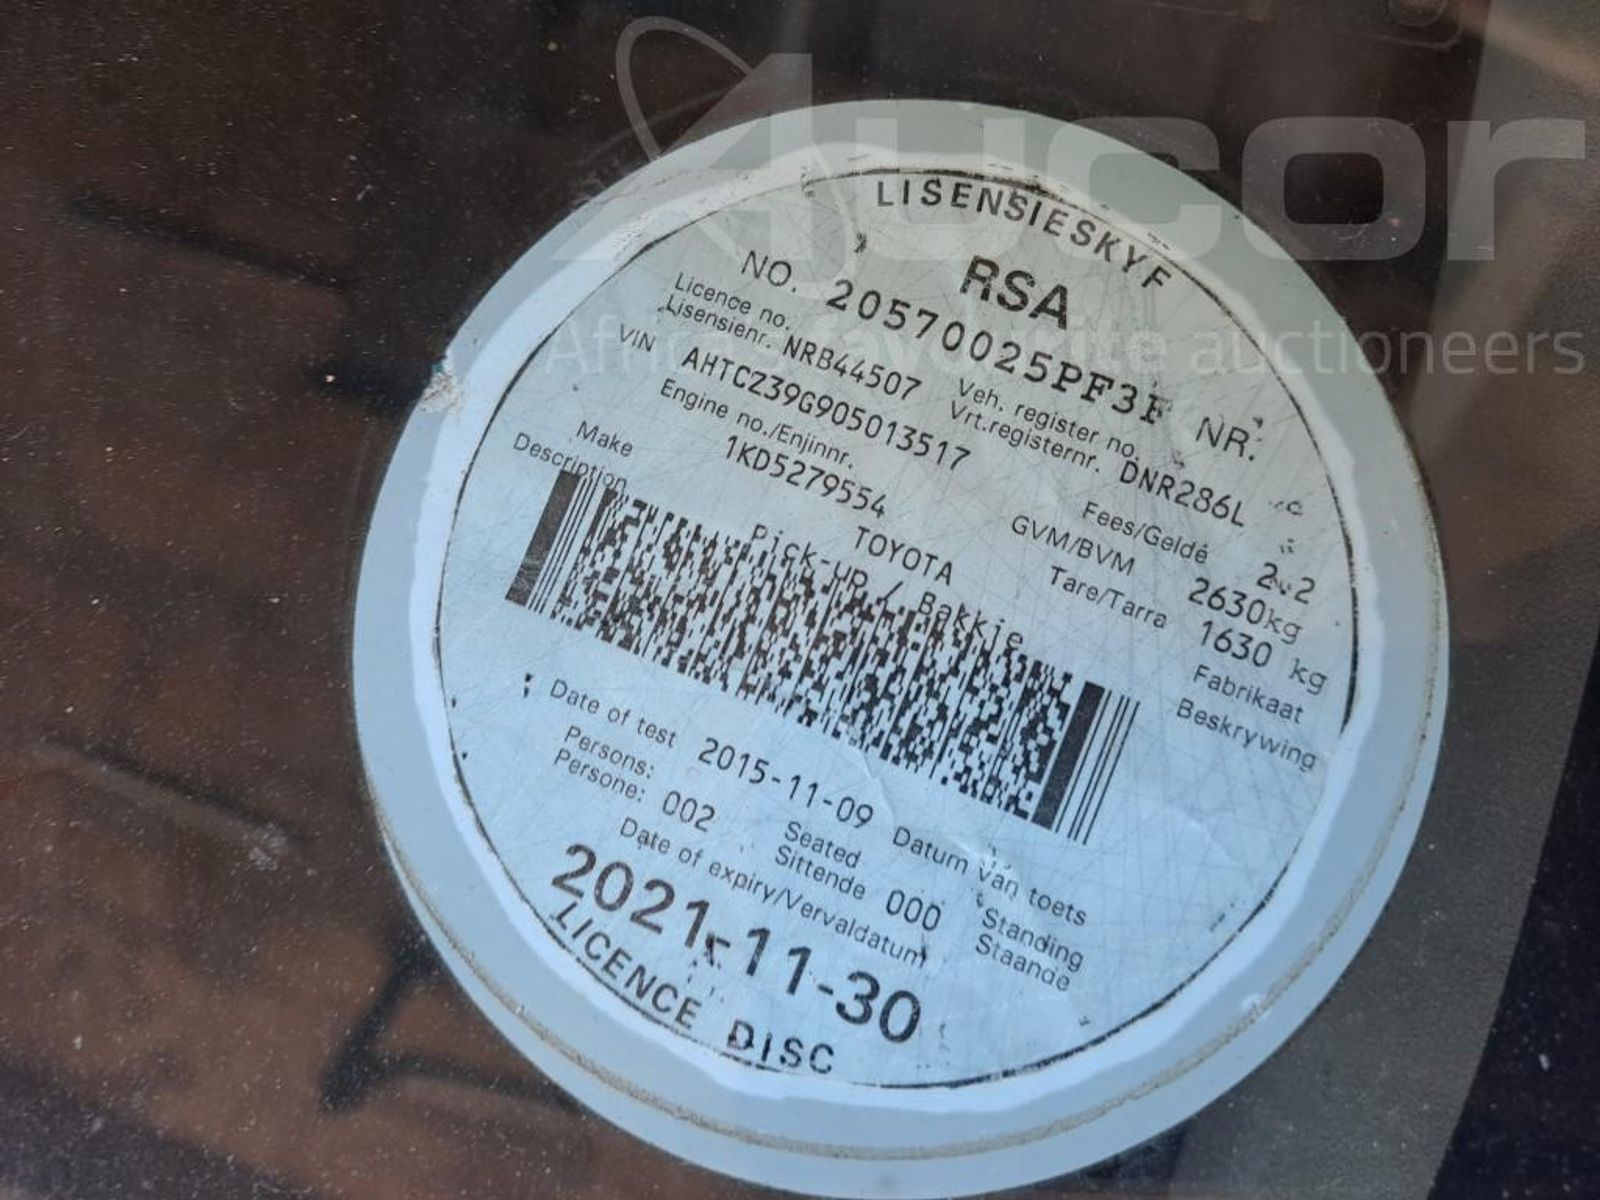 Aucor
Africa's favourite auctioneers
LISENSIESKYF
RSA
NO. 20570025PF3F NR.
Licence no.
Lisensienr. NRB44507 Veh. register no.
Vrt.registernr. DNR286L
VIN AHTCZ39G905013517 Fees/Gelde
Engine no./Enjinnr.
1KD5279554 GVM/BVM 2630kg
Tare/Tarra 1630 kg
Make TOYOTA Fabrikaat
Description Pick-up / Bakkie Beskrywing
Date of test 2015-11-09 Datum van toets
Persons:
Persone: 002 Seated
Sittende 000 Standing
Staande
Date of expiry/Vervaldatum
2021-11-30
LICENCE DISC